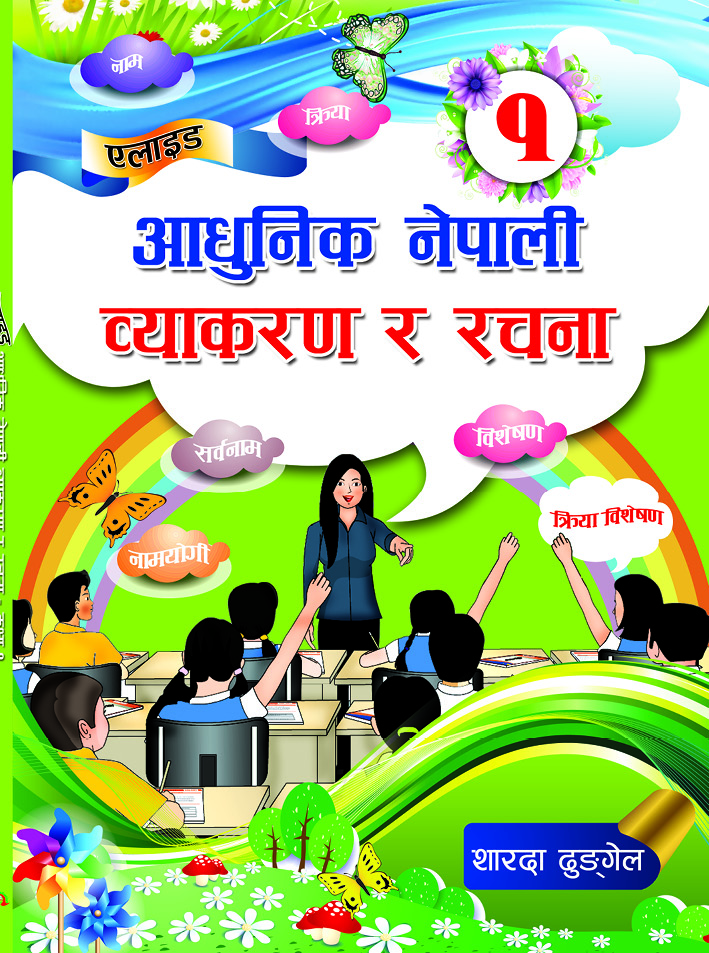 नाम
क्रिया
१
एलाइड
आधुनिक नेपाली
व्याकरण र रचना
सर्वनाम
विशेषण
क्रिया विशेषण
नामयोगी
शारदा ढुङ्गेल